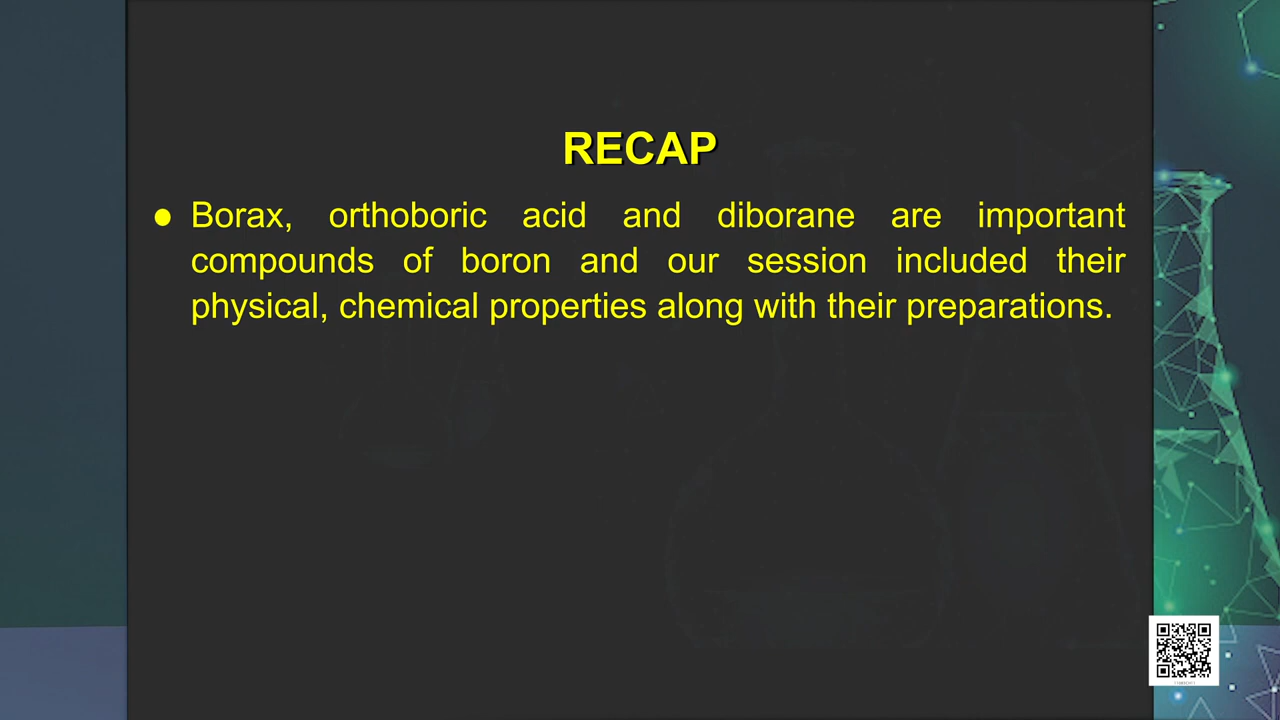 RECAP
● Borax, orthoboric acid and diborane are important
compounds of boron and our session included their
physical, chemical properties along with their preparations.